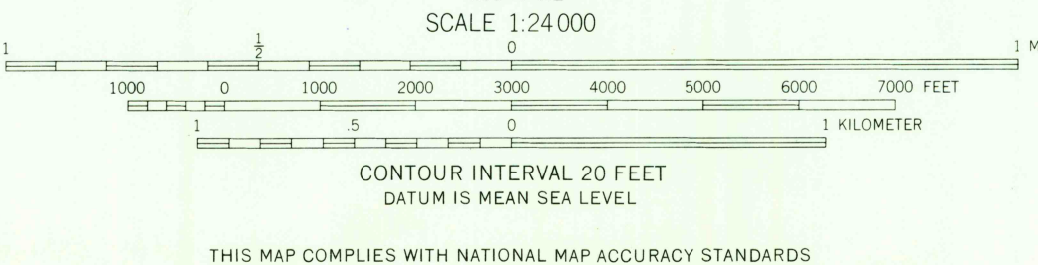 SCALE 1:24 000
1 ½ 0 1 M
1000 0 1000 2000 3000 4000 5000 6000 7000 FEET
1 .5 0 1 KILOMETER
CONTOUR INTERVAL 20 FEET
DATUM IS MEAN SEA LEVEL
THIS MAP COMPLIES WITH NATIONAL MAP ACCURACY STANDARDS